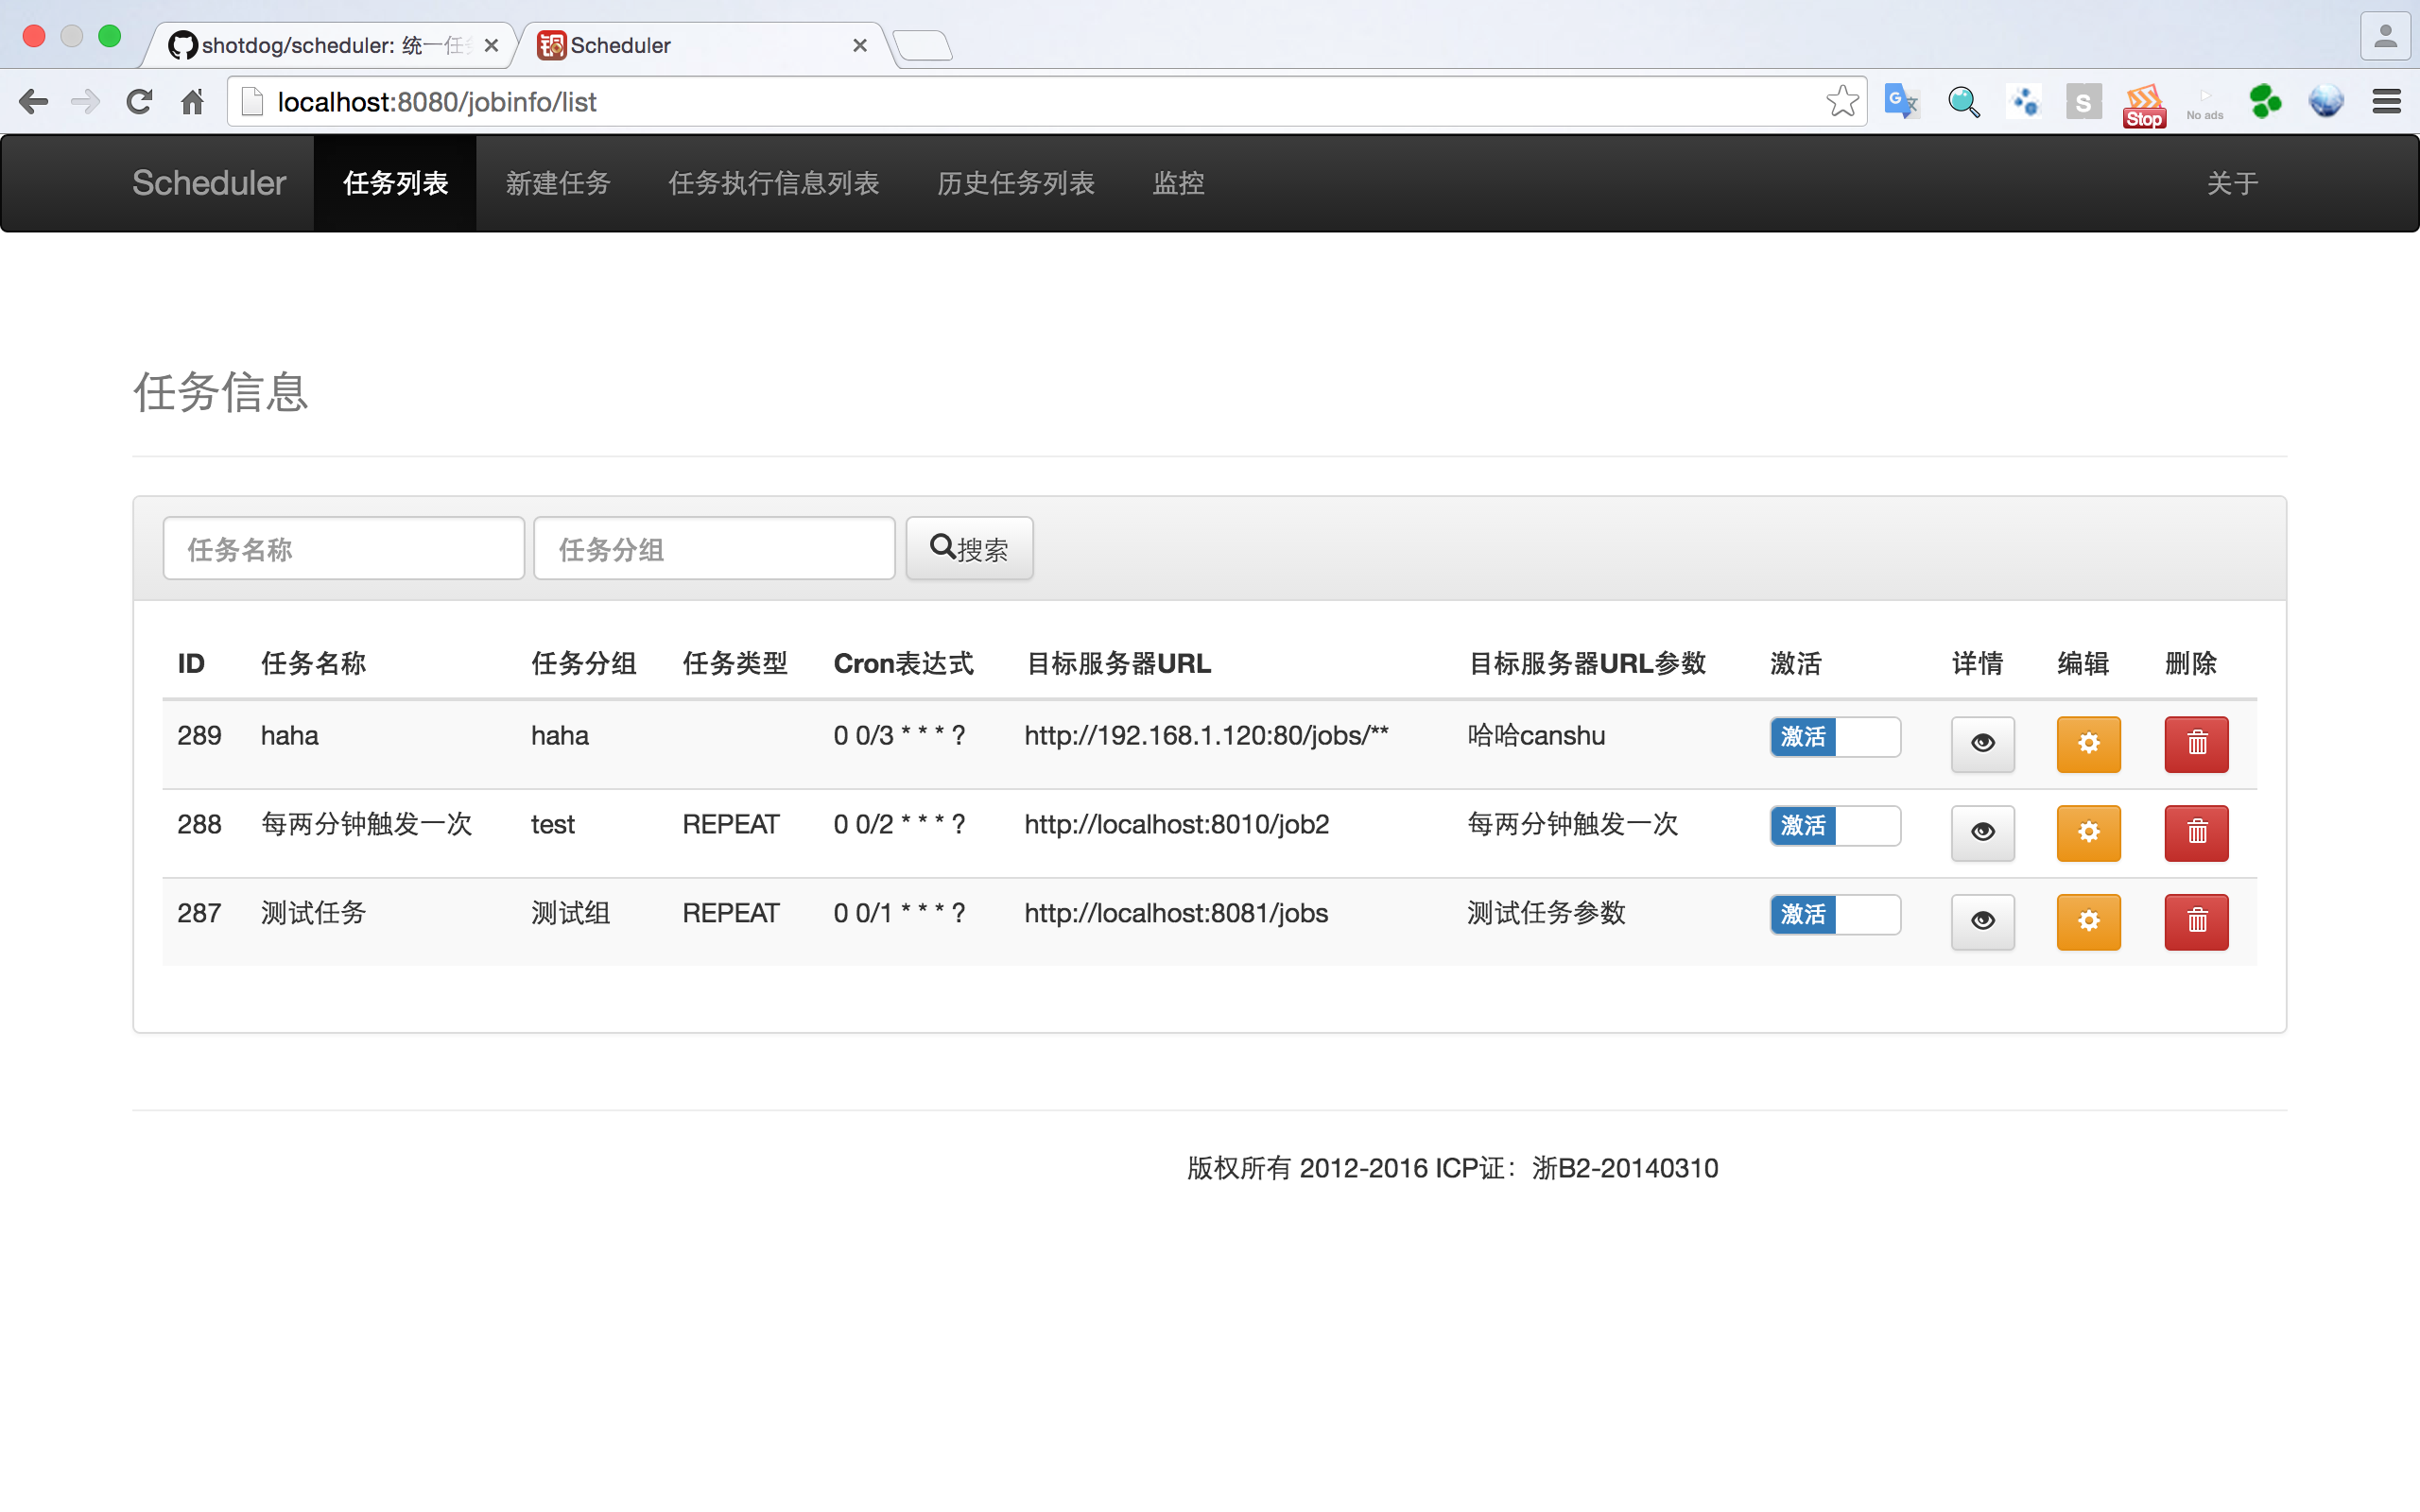 shotdog/scheduler: 统一任
Scheduler
localhost:8080/jobinfo/list
S
Stop
No ads
Scheduler 任务列表 新建任务 任务执行信息列表 历史任务列表 监控 关于
任务信息
任务名称 任务分组 搜索
ID 任务名称 任务分组 任务类型 Cron表达式 目标服务器URL 目标服务器URL参数 激活 详情 编辑 删除
289 haha haha 0 0/3 * * * ? http://192.168.1.120:80/jobs/** 哈哈canshu 激活
288 每两分钟触发一次 test REPEAT 0 0/2 * * * ? http://localhost:8010/job2 每两分钟触发一次 激活
287 测试任务 测试组 REPEAT 0 0/1 * * * ? http://localhost:8081/jobs 测试任务参数 激活
版权所有 2012-2016 ICP证：浙B2-20140310